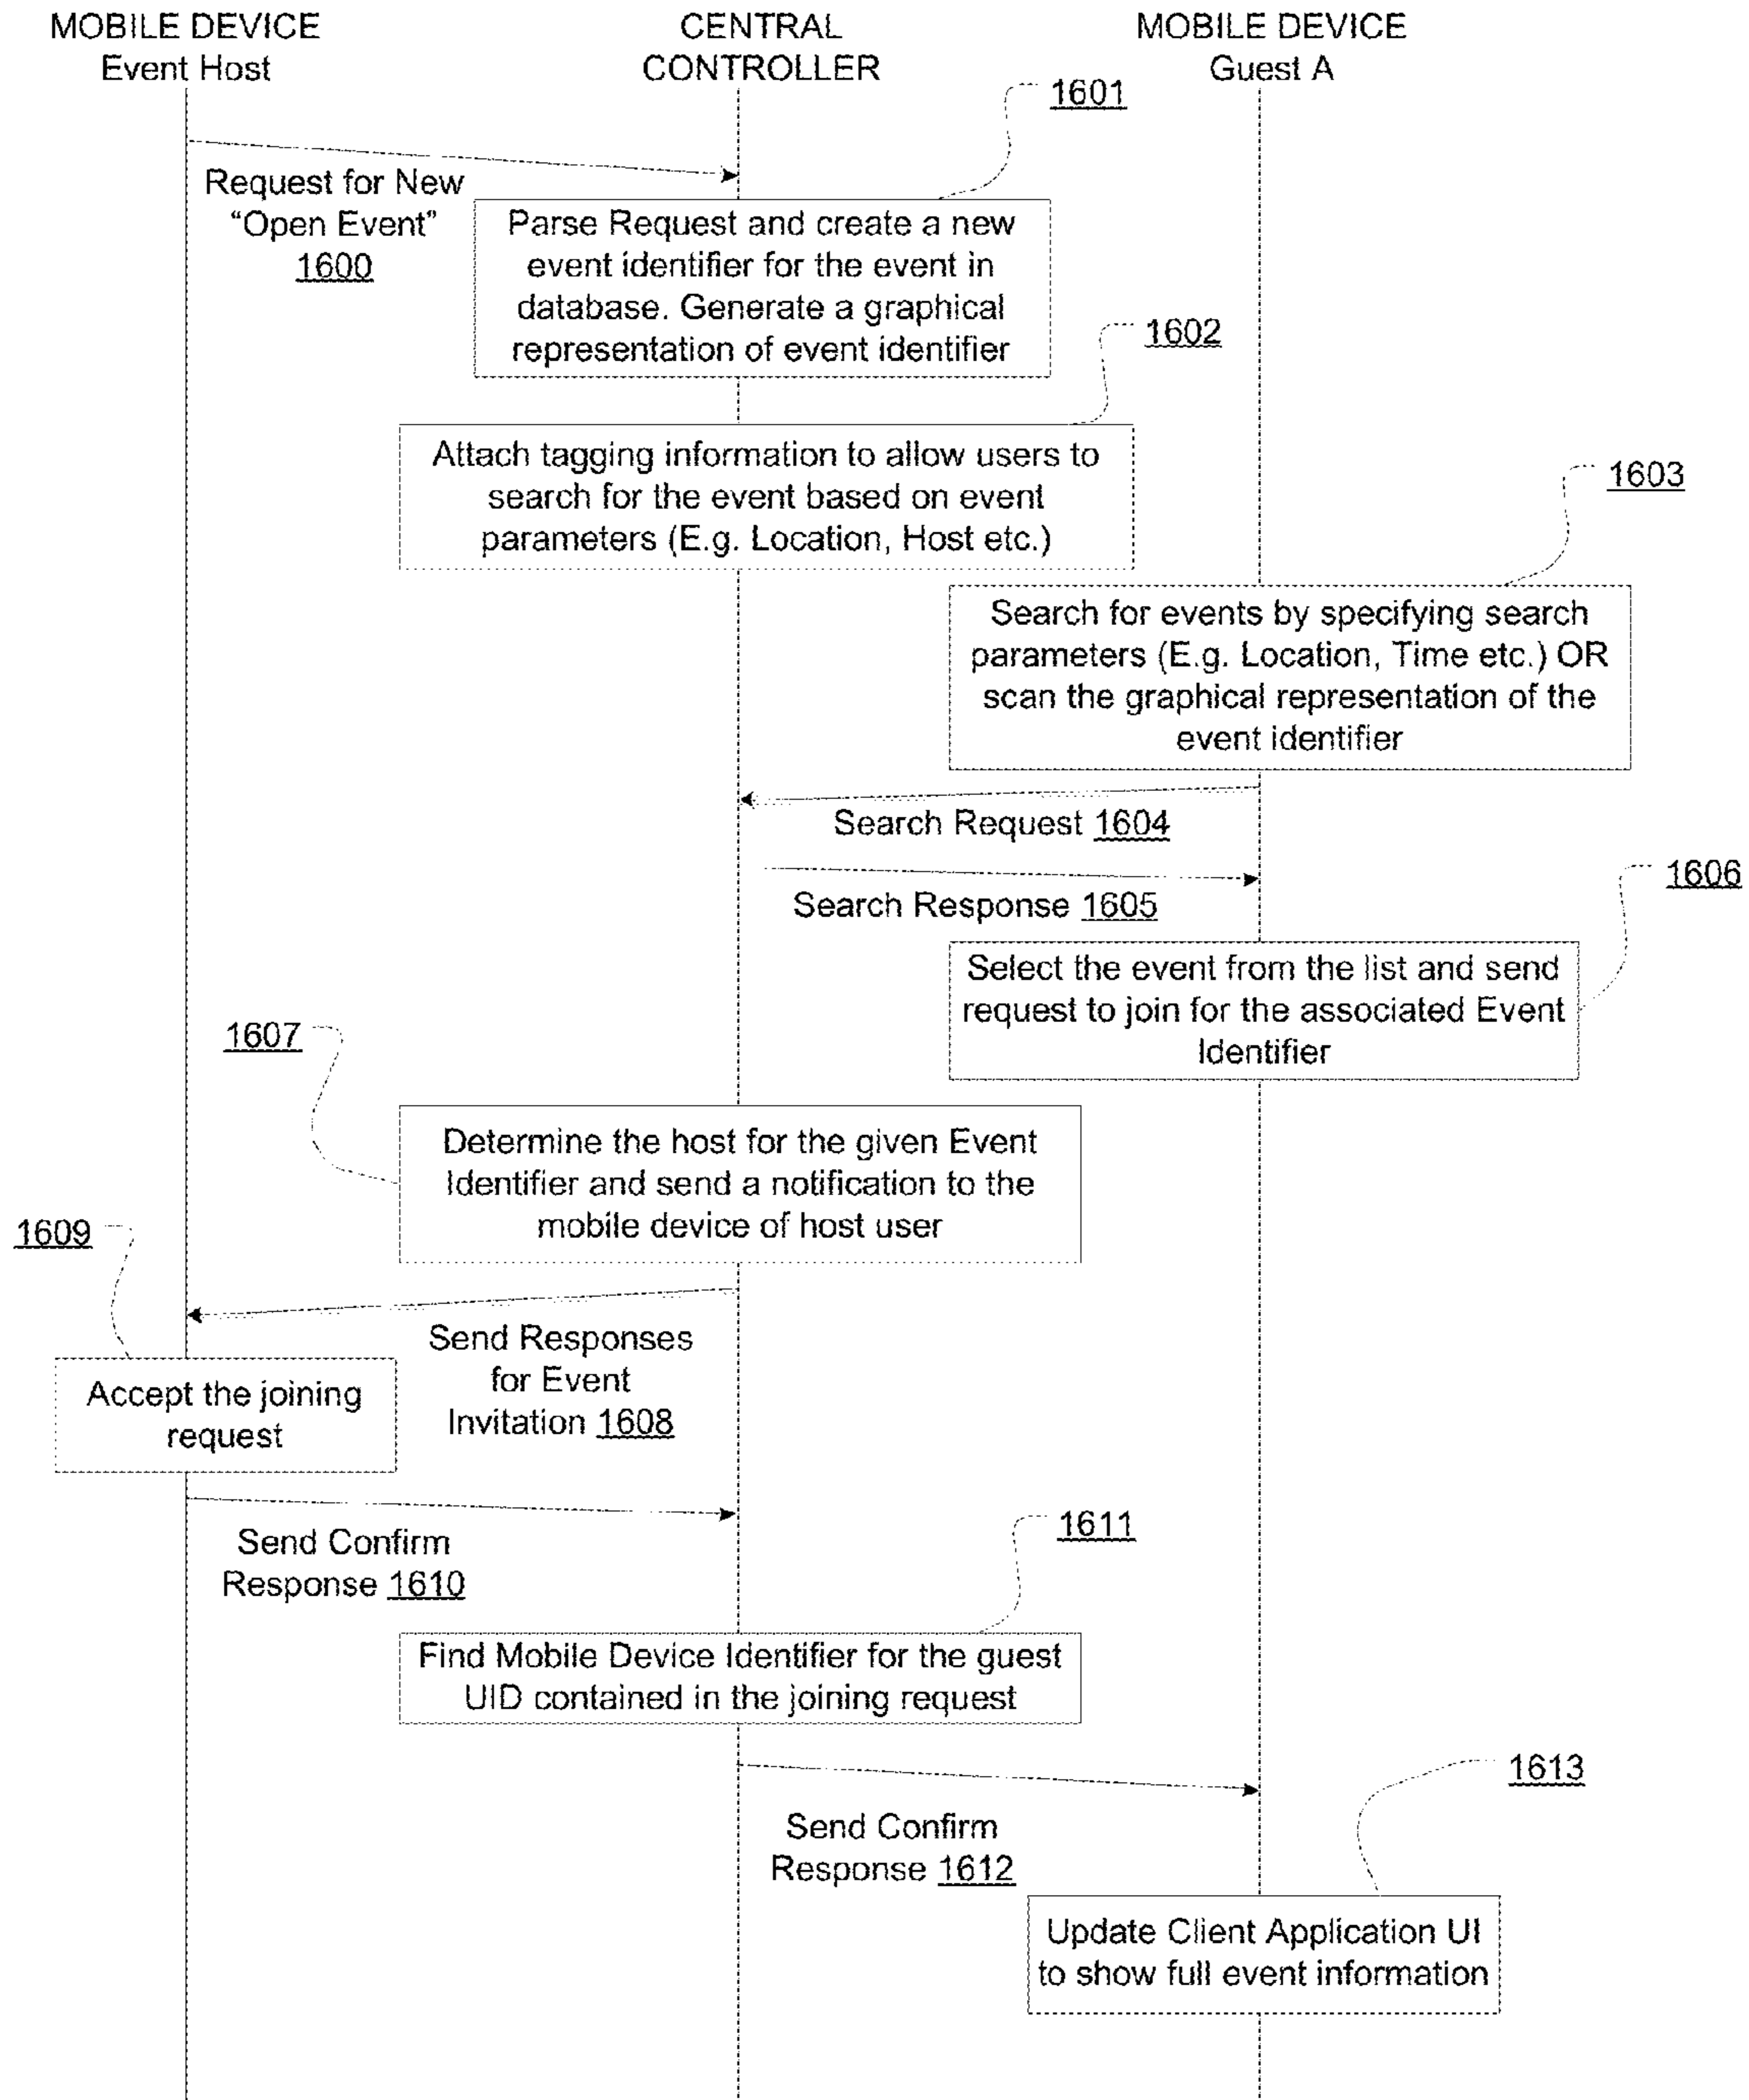 MOBILE DEVICE
Event Host
CENTRAL
CONTROLLER
MOBILE DEVICE
Guest A
1601
Request for New
“Open Event”
1600
Parse Request and create a new
event identifier for the event in
database. Generate a graphical
representation of event identifier
1602
Attach tagging information to allow users to
search for the event based on event
parameters (E.g. Location, Host etc.)
1603
Search for events by specifying search
parameters (E.g. Location, Time etc.) OR
scan the graphical representation of the
event identifier
Search Request 1604
Search Response 1605
1606
Select the event from the list and send
request to join for the associated Event
Identifier
1607
Determine the host for the given Event
Identifier and send a notification to the
mobile device of host user
1609
Send Responses
for Event
Invitation 1608
Accept the joining
request
Send Confirm
Response 1610
1611
Find Mobile Device Identifier for the guest
UID contained in the joining request
1613
Send Confirm
Response 1612
Update Client Application UI
to show full event information